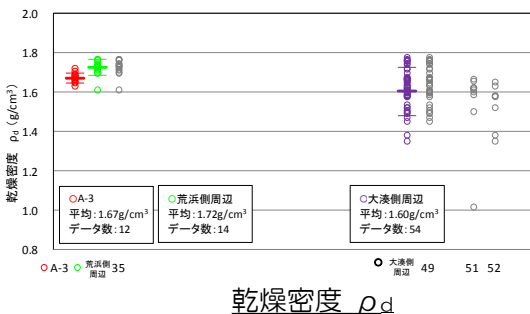 乾燥密度 ρd（g/cm³）
2.0
1.8
1.6
1.4
1.2
1.0
0.8
○A-3
平均：1.67g/cm³
データ数：12
○荒浜側周辺
平均：1.72g/cm³
データ数：14
○大湊側周辺
平均：1.60g/cm³
データ数：54
○ A-3 ○ 荒浜側周辺 35 ○ 大湊側周辺 49 51 52
乾燥密度 ρd